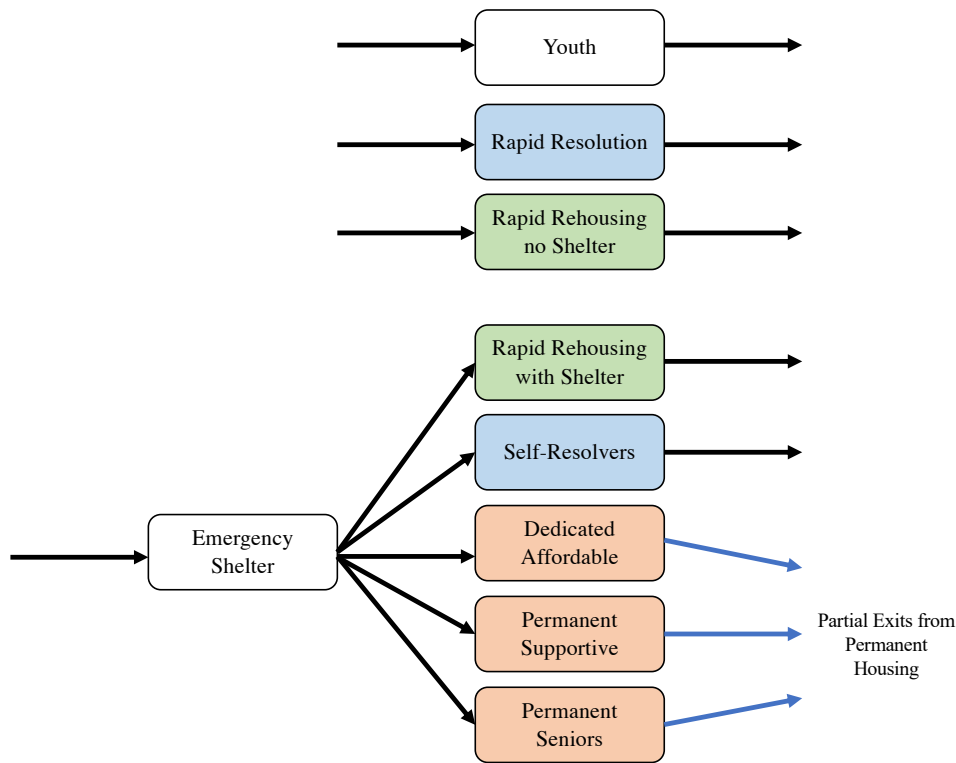 Youth
Rapid Resolution
Rapid Rehousing
no Shelter
Rapid Rehousing
with Shelter
Self-Resolvers
Emergency
Shelter
Dedicated
Affordable
Permanent
Supportive
Partial Exits from
Permanent
Housing
Permanent
Seniors